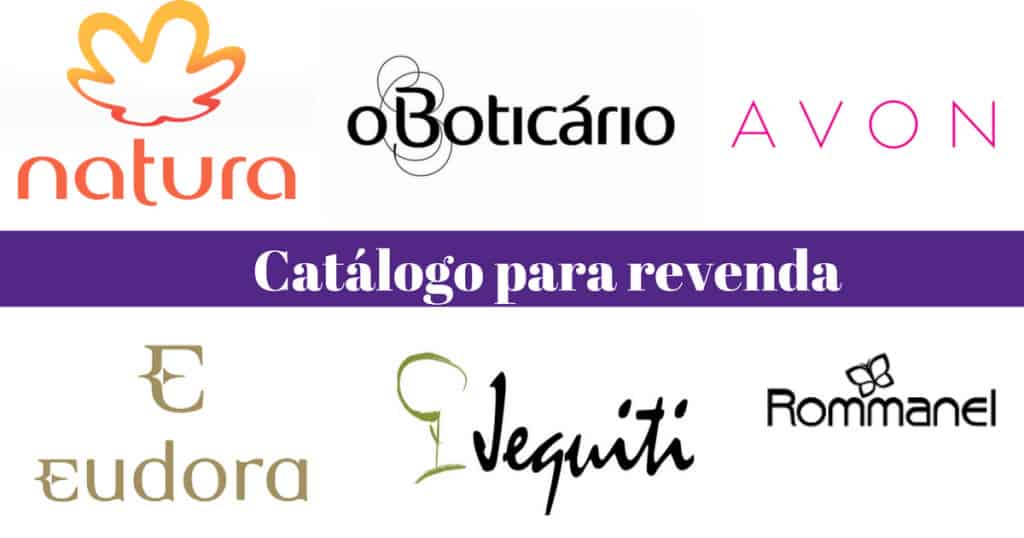 natura
oBoticário
AVON
Catálogo para revenda
E
eudora
Jequiti
Rommanel